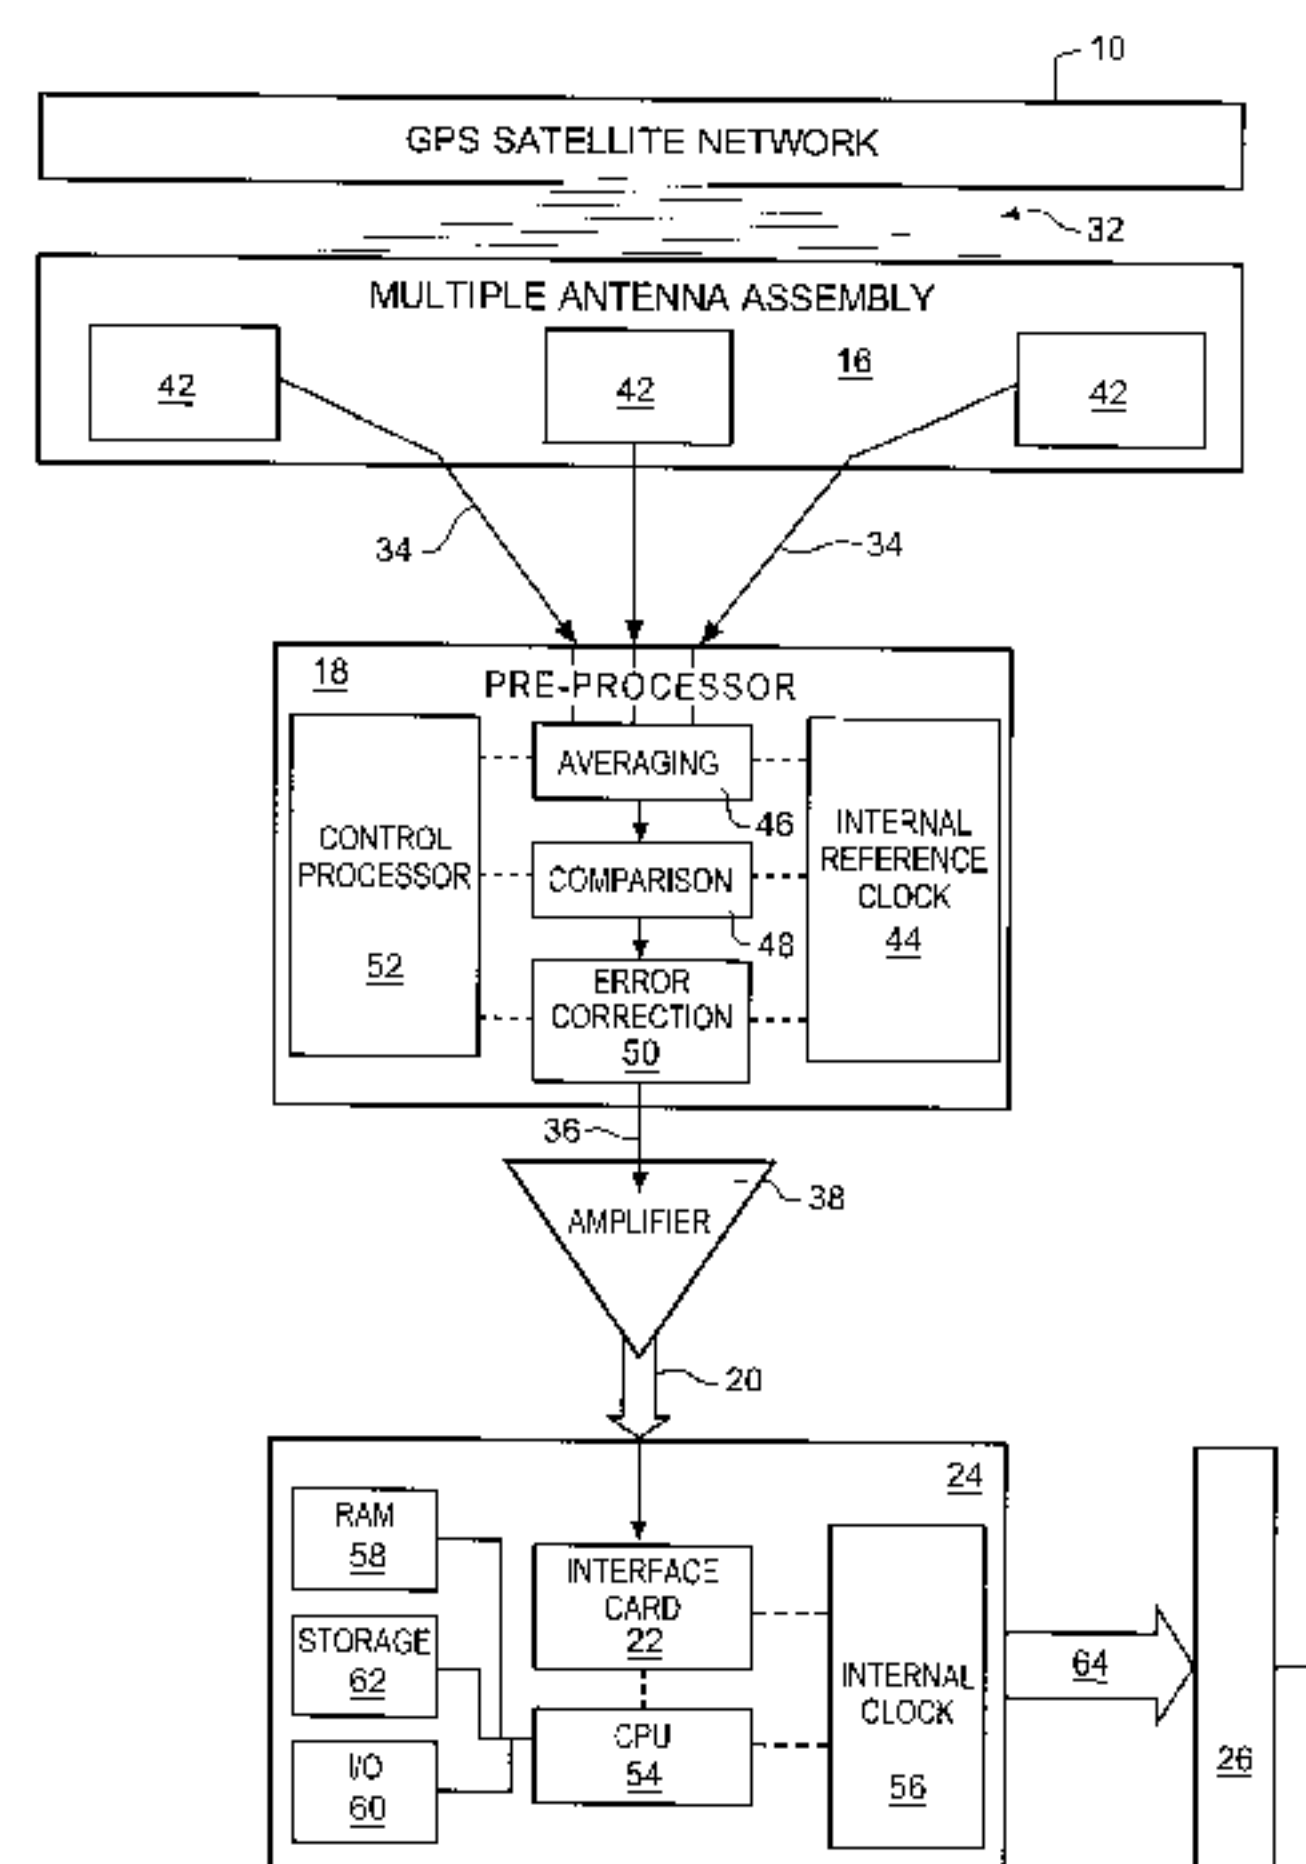 10
GPS SATELLITE NETWORK
32
MULTIPLE ANTENNA ASSEMBLY
42
42
16
42
34
34
18
PRE-PROCESSOR
AVERAGING
46
CONTROL
PROCESSOR
52
COMPARISON
48
INTERNAL
REFERENCE
CLOCK
44
ERROR
CORRECTION
50
36
AMPLIFIER
38
20
24
RAM
58
INTERFACE
CARD
22
STORAGE
62
INTERNAL
CLOCK
56
CPU
54
I/O
60
64
26